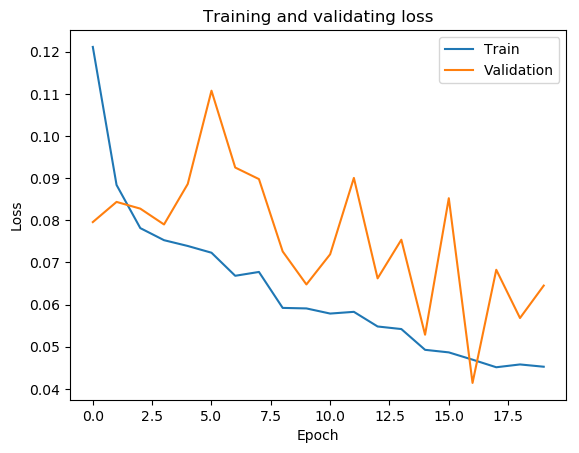 Training and validating loss
Train
Validation
0.12
0.11
0.10
0.09
0.08
0.07
0.06
0.05
0.04
Loss
0.0 2.5 5.0 7.5 10.0 12.5 15.0 17.5
Epoch